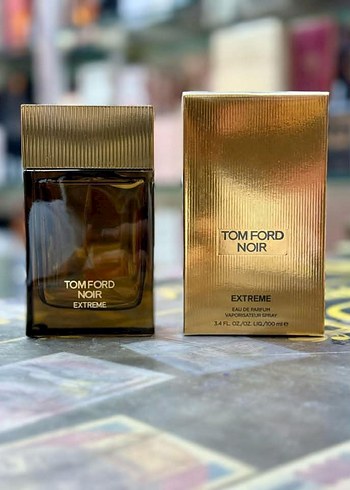 TOM FORD
NOIR
EXTREME
TOM FORD
NOIR
EXTREME
EAU DE PARFUM
VAPORISATEUR SPRAY
3.4 FL. OZ./OZ. LIQ./100 ml e